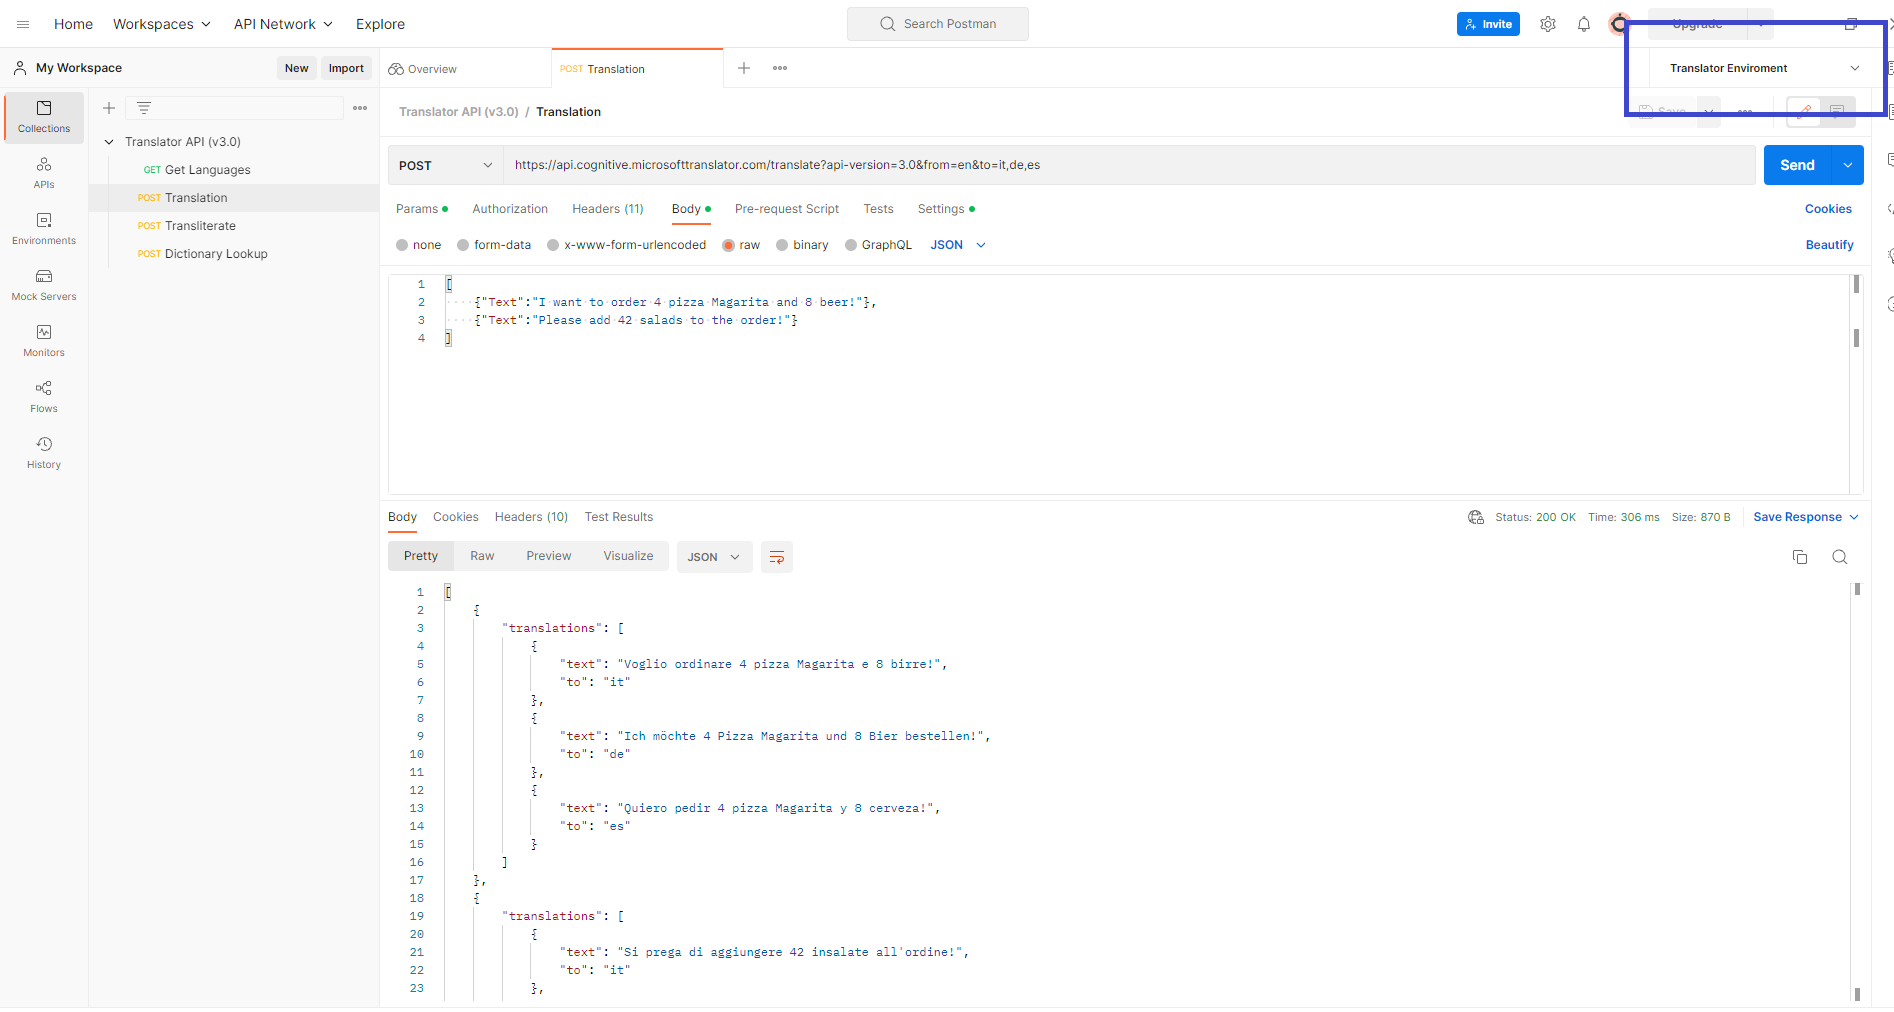 Home Workspaces API Network Explore Search Postman Invite Upgrade
My Workspace New Import Overview POST Translation Translator Enviroment
Collections
APIs
Environments
Mock Servers
Monitors
Flows
History
Translator API (v3.0)
GET Get Languages
POST Translation
POST Transliterate
POST Dictionary Lookup
Translator API (v3.0) / Translation Save
POST https://api.cognitive.microsofttranslator.com/translate?api-version=3.0&from=en&to=it,de,es Send
Params Authorization Headers (11) Body Pre-request Script Tests Settings Cookies
none form-data x-www-form-urlencoded raw binary GraphQL JSON Beautify
1 [
2 {"Text":"I want to order 4 pizza Magarita and 8 beer!"},
3 {"Text":"Please add 42 salads to the order!"}
4 ]
Body Cookies Headers (10) Test Results Status: 200 OK Time: 306 ms Size: 870 B Save Response
Pretty Raw Preview Visualize JSON
1 [
2 {
3 "translations": [
4 {
5 "text": "Voglio ordinare 4 pizza Magarita e 8 birre!",
6 "to": "it"
7 },
8 {
9 "text": "Ich möchte 4 Pizza Magarita und 8 Bier bestellen!",
10 "to": "de"
11 },
12 {
13 "text": "Quiero pedir 4 pizza Magarita y 8 cerveza!",
14 "to": "es"
15 }
16 ]
17 },
18 {
19 "translations": [
20 {
21 "text": "Si prega di aggiungere 42 insalate all'ordine!",
22 "to": "it"
23 },